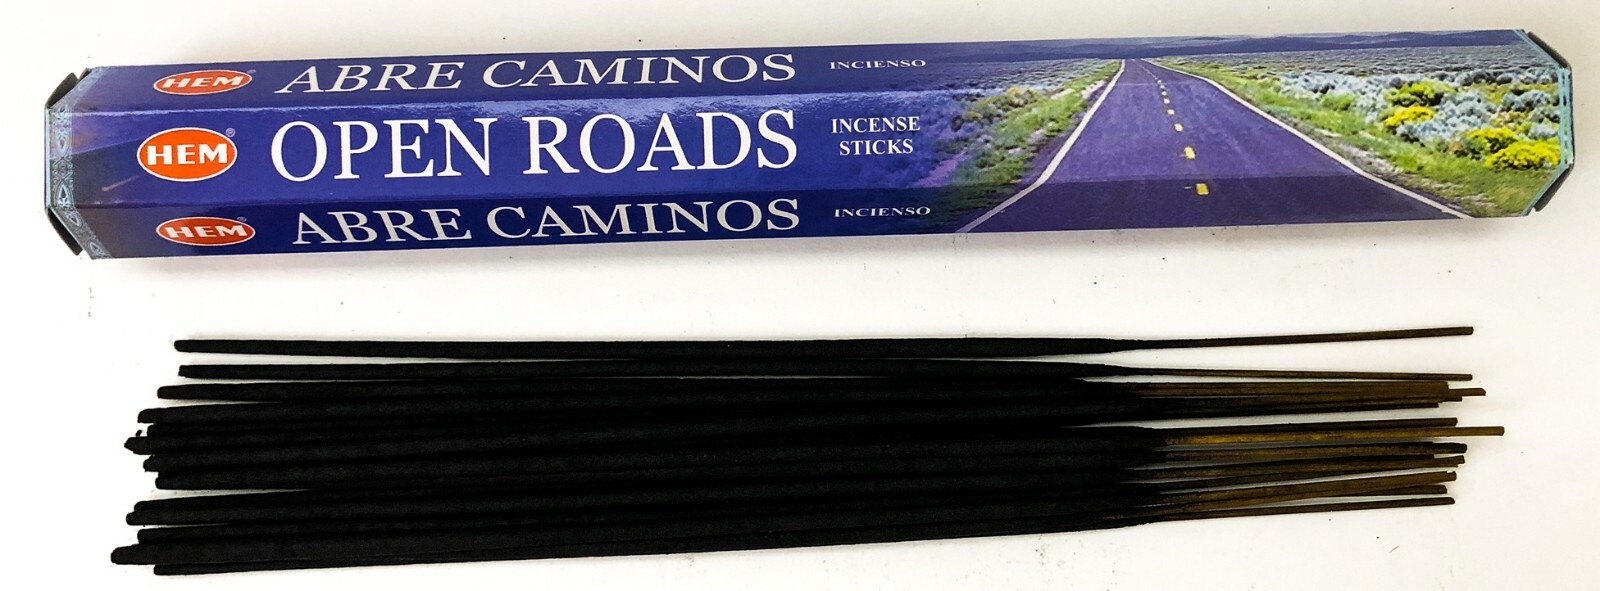 HEM® ABRE CAMINOS INCIENSO
HEM® OPEN ROADS INCENSE
STICKS
HEM® ABRE CAMINOS INCIENSO